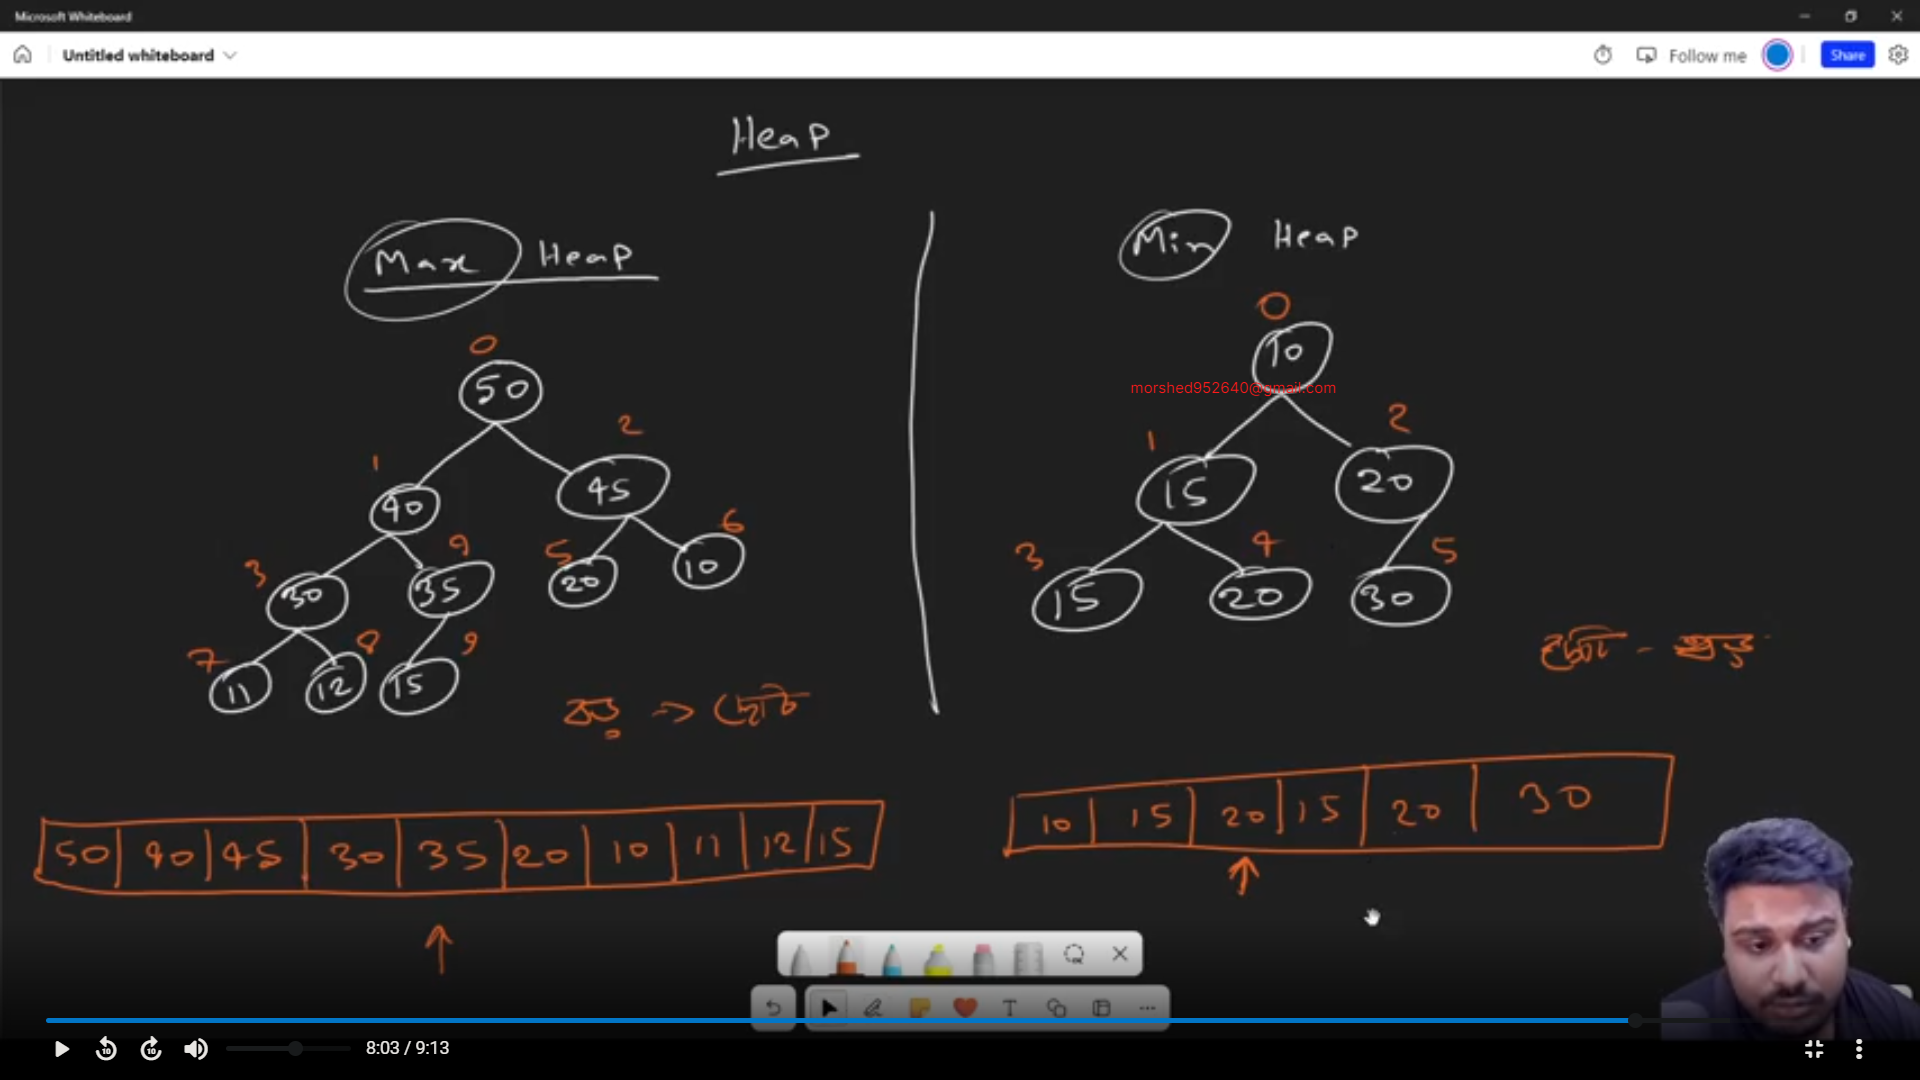 Microsoft Whiteboard
Untitled whiteboard
Follow me
Share
Heap
Max Heap
Min Heap
0
50
1
2
40
45
3
4
5
6
30
35
20
10
7
8
9
11
12
15
বড় -> ছোট
0
10
morshed952640@gmail.com
1
2
15
20
3
4
5
15
20
30
ছোট - বড়
50 40 45 30 35 20 10 11 12 15
10 15 20 15 20 30
8:03 / 9:13